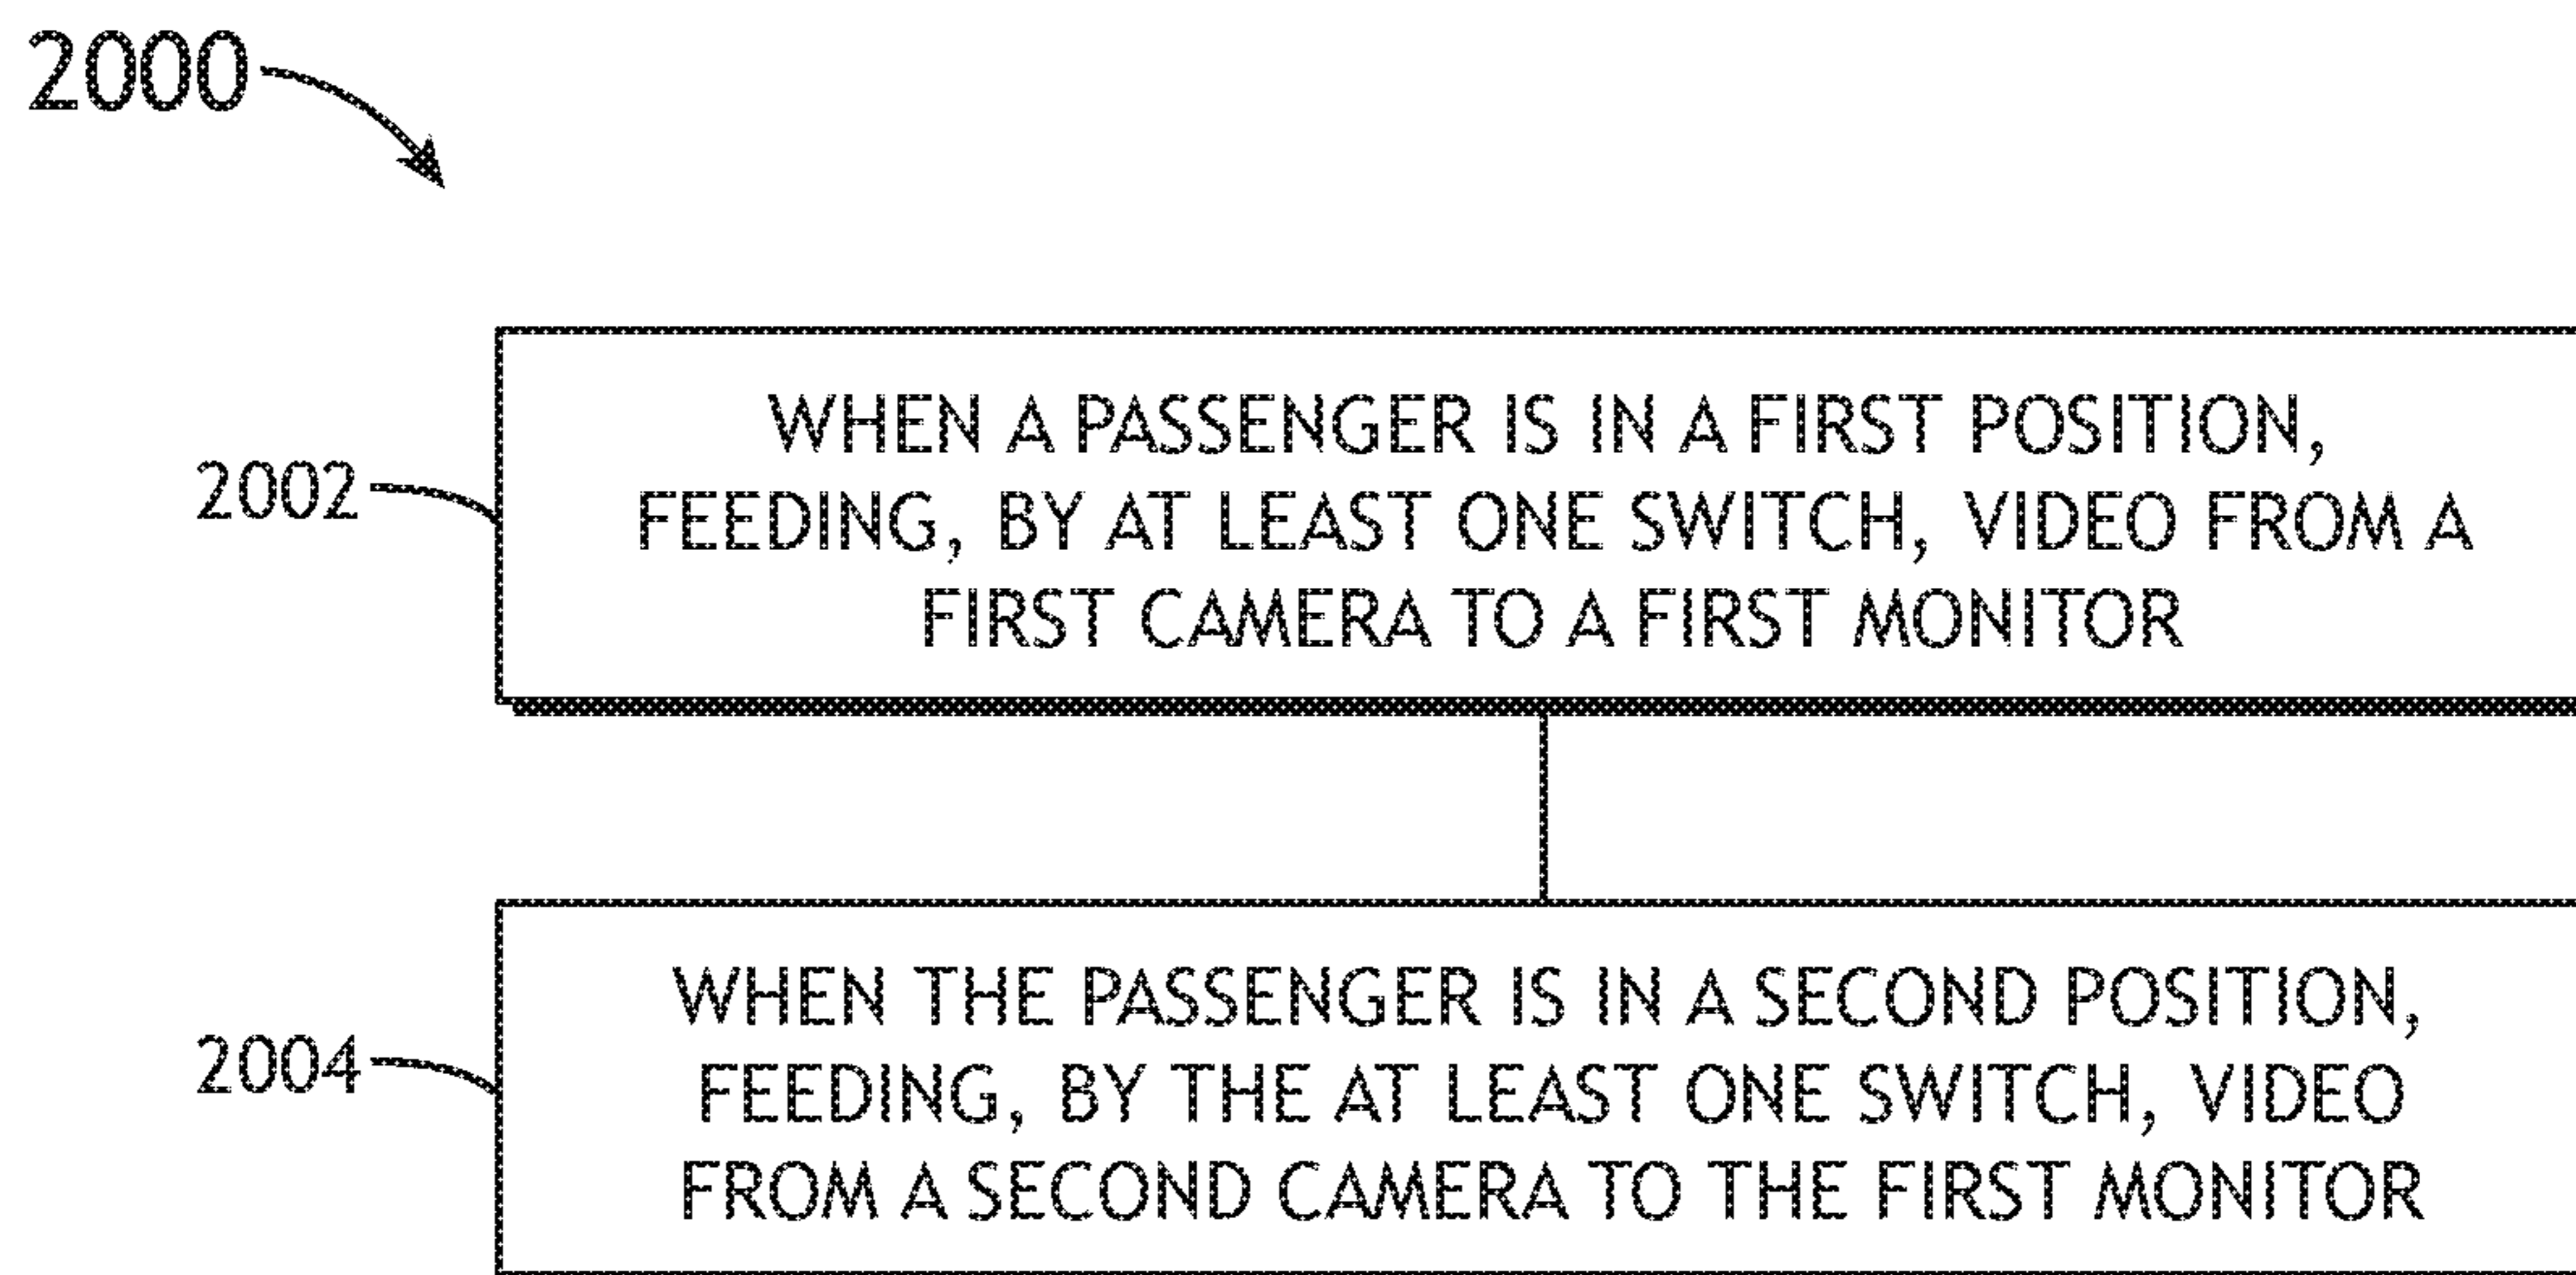 2000
2002
WHEN A PASSENGER IS IN A FIRST POSITION,
FEEDING, BY AT LEAST ONE SWITCH, VIDEO FROM A
FIRST CAMERA TO A FIRST MONITOR
2004
WHEN THE PASSENGER IS IN A SECOND POSITION,
FEEDING, BY THE AT LEAST ONE SWITCH, VIDEO
FROM A SECOND CAMERA TO THE FIRST MONITOR